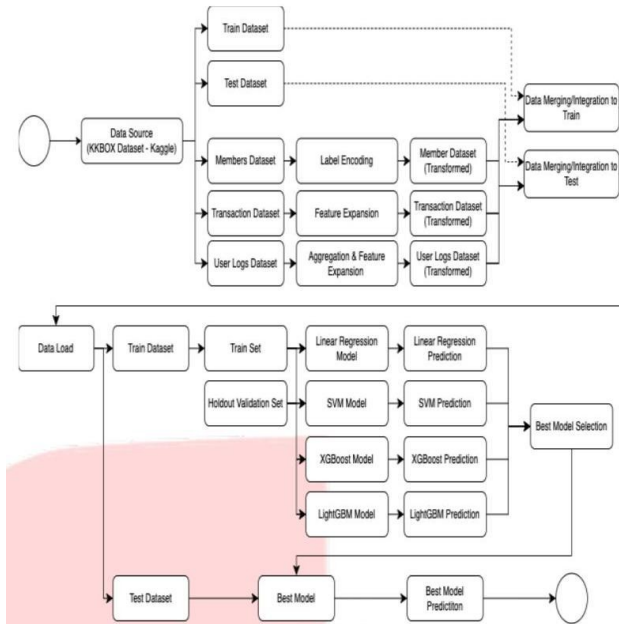 Train Dataset
Test Dataset
Data Source
(KKBOX Dataset - Kaggle)
Data Merging/Integration to
Train
Data Merging/Integration to
Test
Members Dataset
Label Encoding
Member Dataset
(Transformed)
Transaction Dataset
Feature Expansion
Transaction Dataset
(Transformed)
User Logs Dataset
Aggregation & Feature
Expansion
User Logs Dataset
(Transformed)
Data Load
Train Dataset
Train Set
Linear Regression
Model
Linear Regression
Prediction
Holdout Validation Set
SVM Model
SVM Prediction
Best Model Selection
XGBoost Model
XGBoost Prediction
LightGBM Model
LightGBM Prediction
Test Dataset
Best Model
Best Model
Predictiton